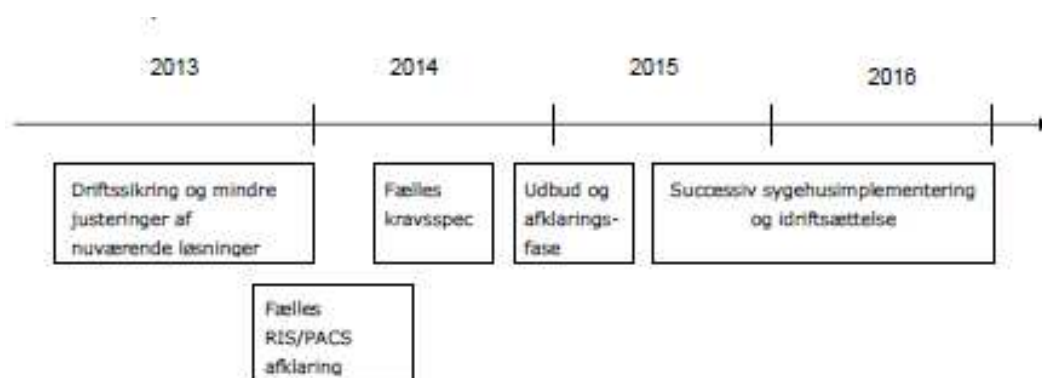 2013
2014
2015
2016
Driftssikring og mindre
justeringer af
nuværende løsninger
Fælles
kravsspec
Udbud og
afklarings-
fase
Successiv sygehusimplementering
og idriftsættelse
Fælles
RIS/PACS
afklaring